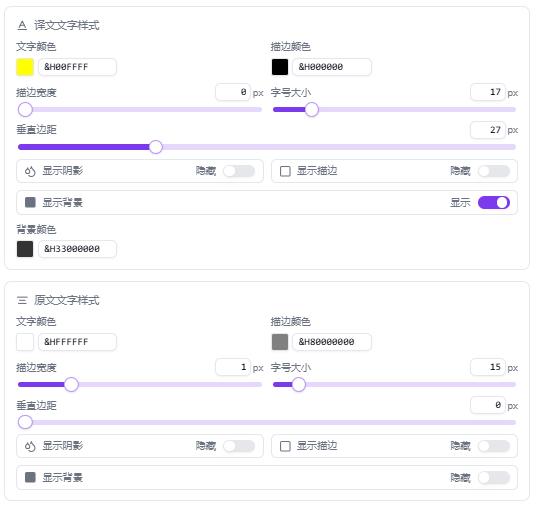 译文文字样式
文字颜色 描边颜色
&H00FFFF &H000000
描边宽度 0 px 字号大小 17 px
垂直边距 27 px
显示阴影 隐藏 显示描边 隐藏
显示背景 显示
背景颜色
&H33000000
原文文字样式
文字颜色 描边颜色
&HFFFFFF &H80000000
描边宽度 1 px 字号大小 15 px
垂直边距 0 px
显示阴影 隐藏 显示描边 隐藏
显示背景 隐藏